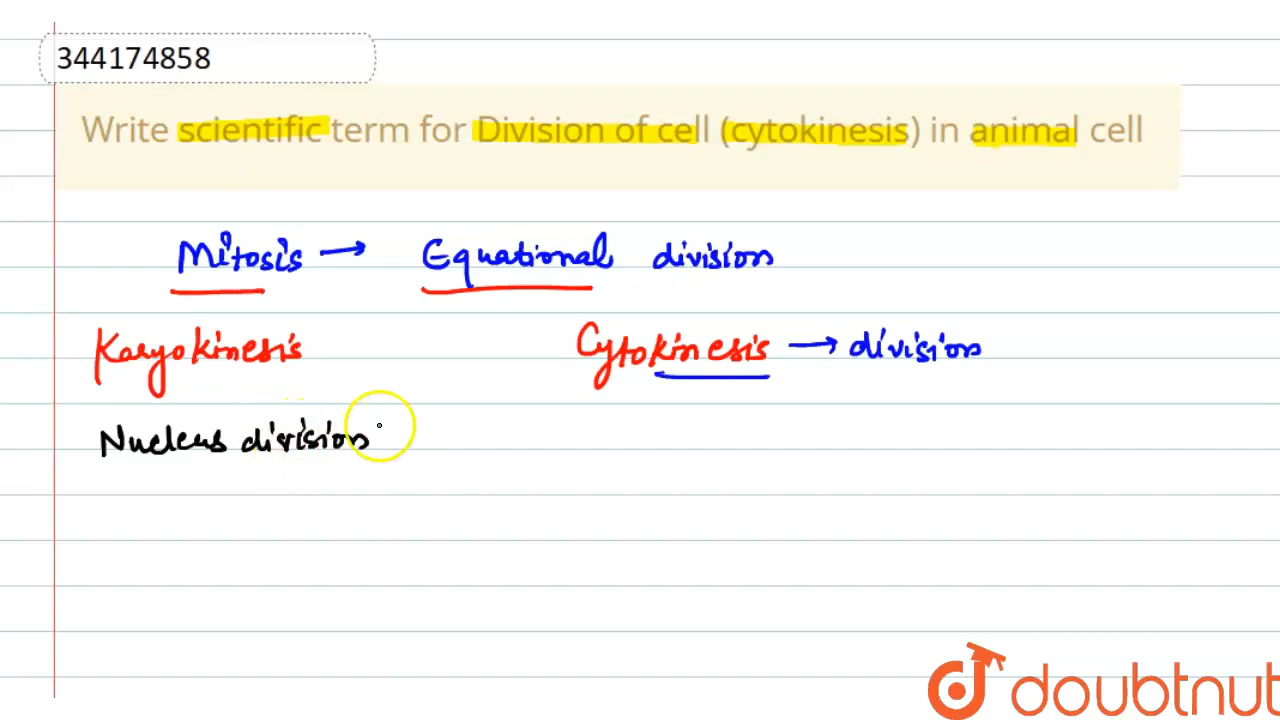 344174858
Write scientific term for Division of cell (cytokinesis) in animal cell
Mitosis → Equational division
Karyokinesis Cytokinesis → division
Nucleus division
doubtnut